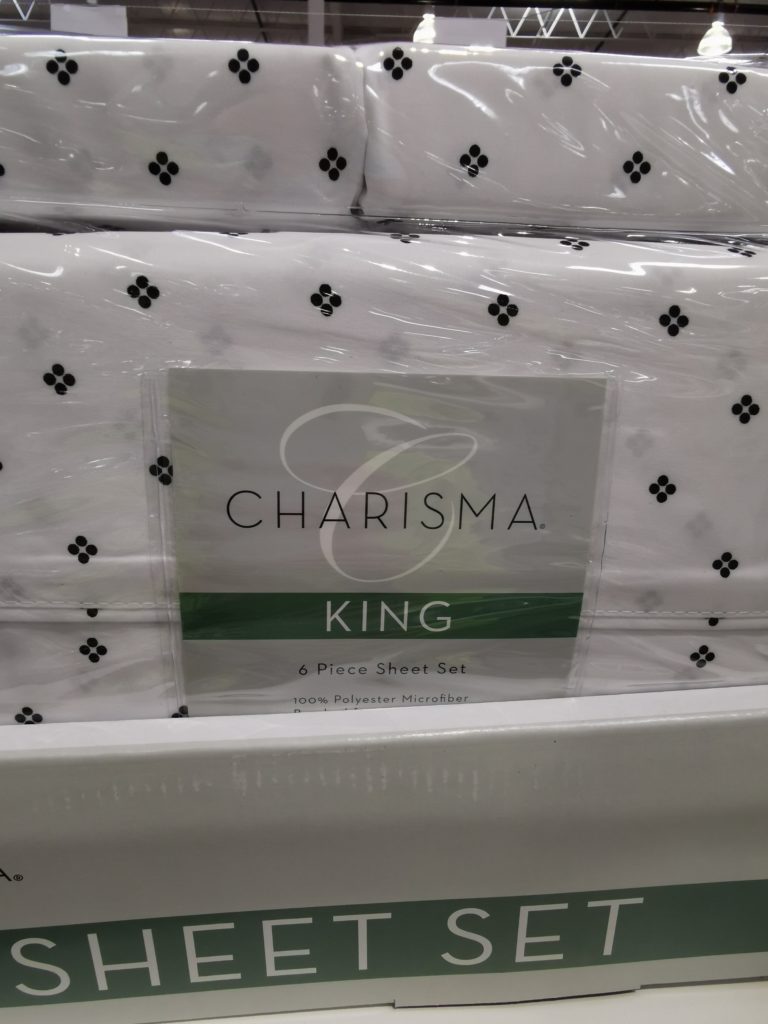 CHARISMA®
KING
6 Piece Sheet Set
100% Polyester Microfiber
A®
SHEET SET